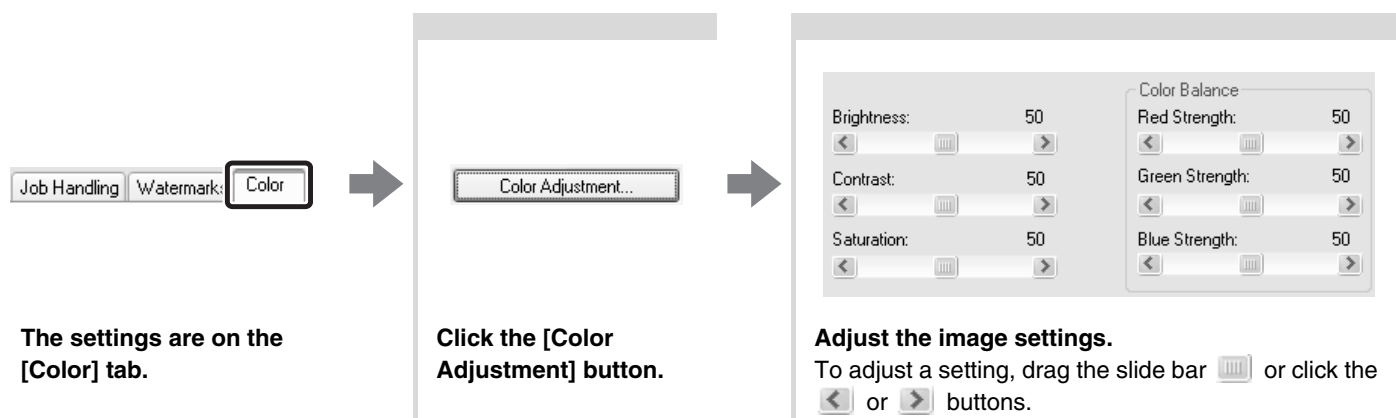 Job Handling Watermarks Color
The settings are on the
[Color] tab.
Color Adjustment...
Click the [Color
Adjustment] button.
Brightness: 50
Contrast: 50
Saturation: 50
Color Balance
Red Strength: 50
Green Strength: 50
Blue Strength: 50
Adjust the image settings.
To adjust a setting, drag the slide bar or click the
< or > buttons.